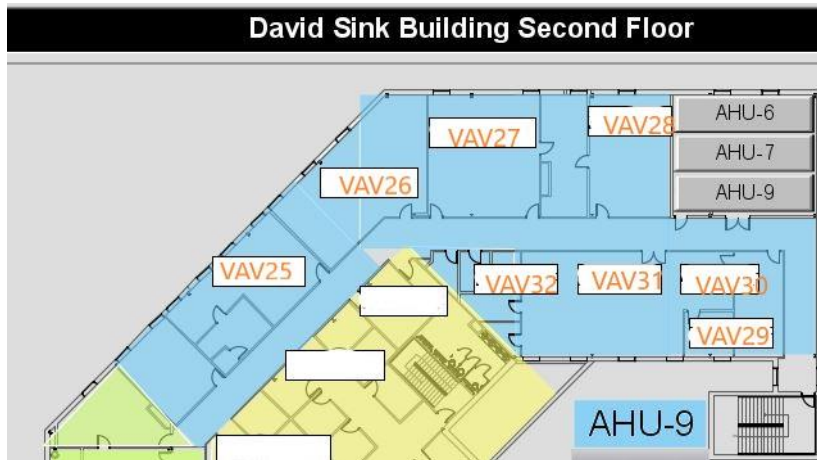 David Sink Building Second Floor
AHU-6
VAV27
VAV28
AHU-7
VAV26
AHU-9
VAV25
VAV32
VAV31
VAV30
VAV29
AHU-9